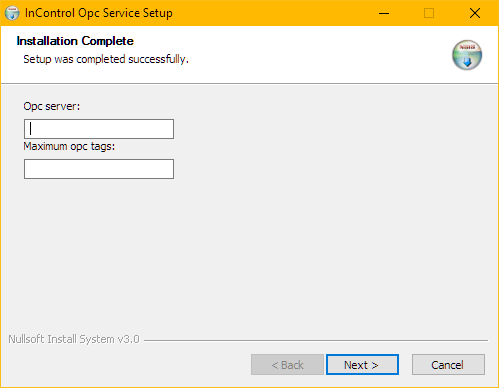 InControl Opc Service Setup
Installation Complete
Setup was completed successfully.
Opc server:
Maximum opc tags:
Nullsoft Install System v3.0
< Back
Next >
Cancel